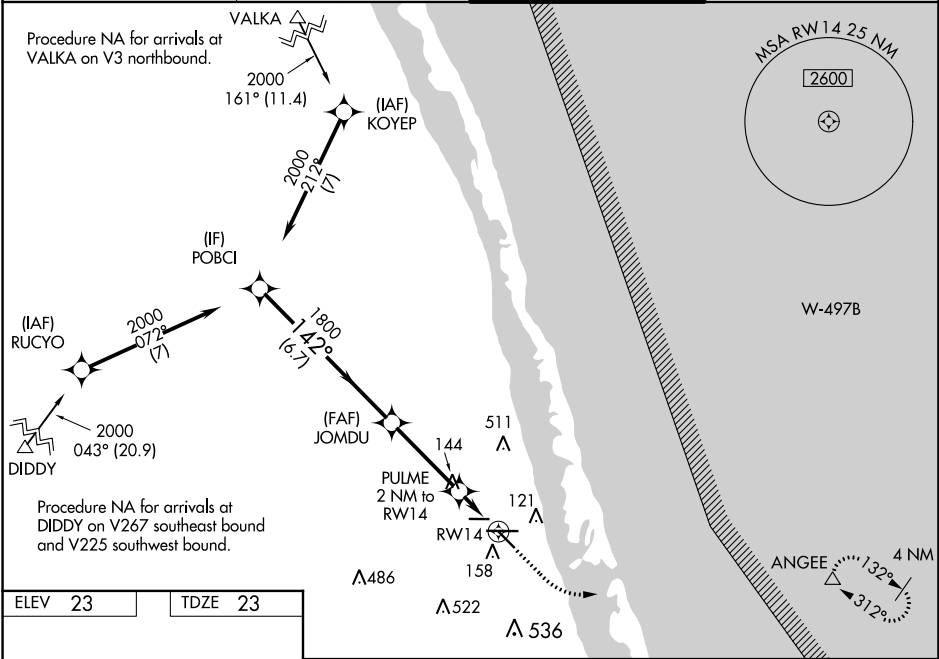 VALKA
Procedure NA for arrivals at
VALKA on V3 northbound.
2000
161° (11.4)
(IAF)
KOYEP
MSA RW14 25 NM
2600
2000
212°
(7)
(IF)
POBCI
W-497B
(IAF)
RUCYO
2000
072°
(7)
1800
142°
(6.7)
2000
043° (20.9)
DIDDY
(FAF)
JOMDU
511
144
PULME
2 NM to
RW14
121
RW14
158
Procedure NA for arrivals at
DIDDY on V267 southeast bound
and V225 southwest bound.
ANGEE
132°
4 NM
312°
486
522
536
ELEV 23
TDZE 23